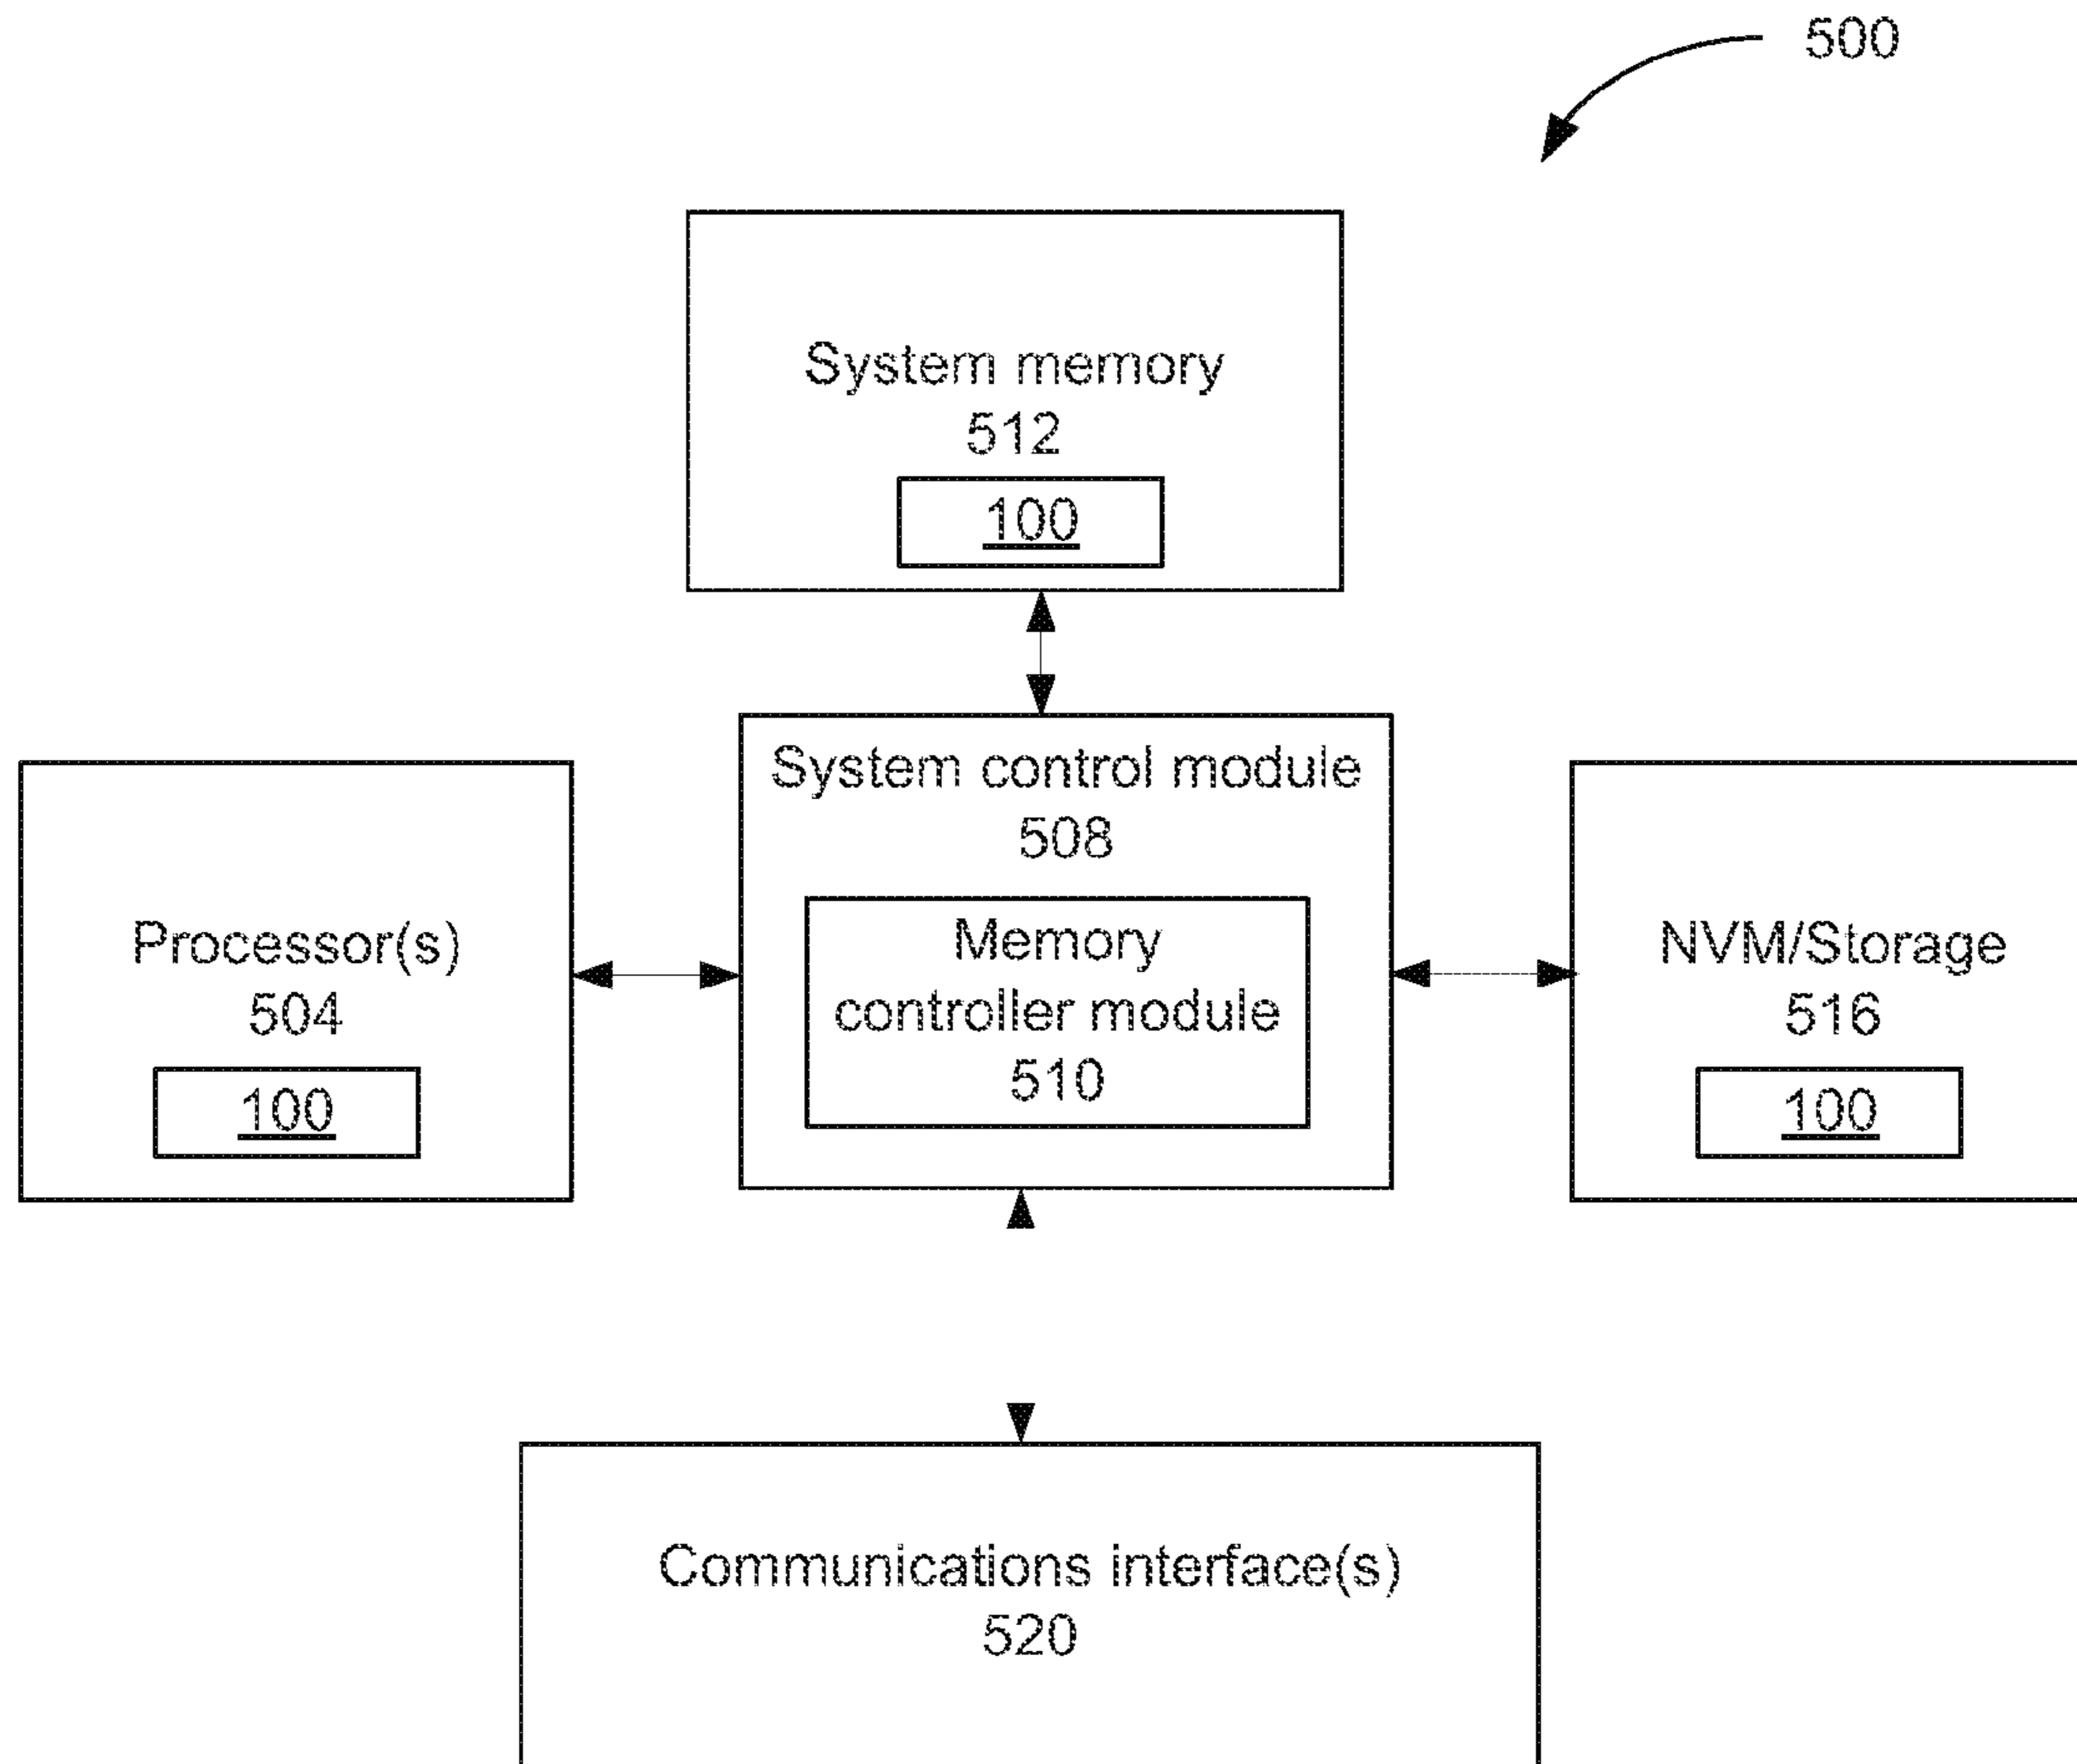 500
System memory
512
100
System control module
508
Memory
controller module
510
Processor(s)
504
100
NVM/Storage
516
100
Communications interface(s)
520